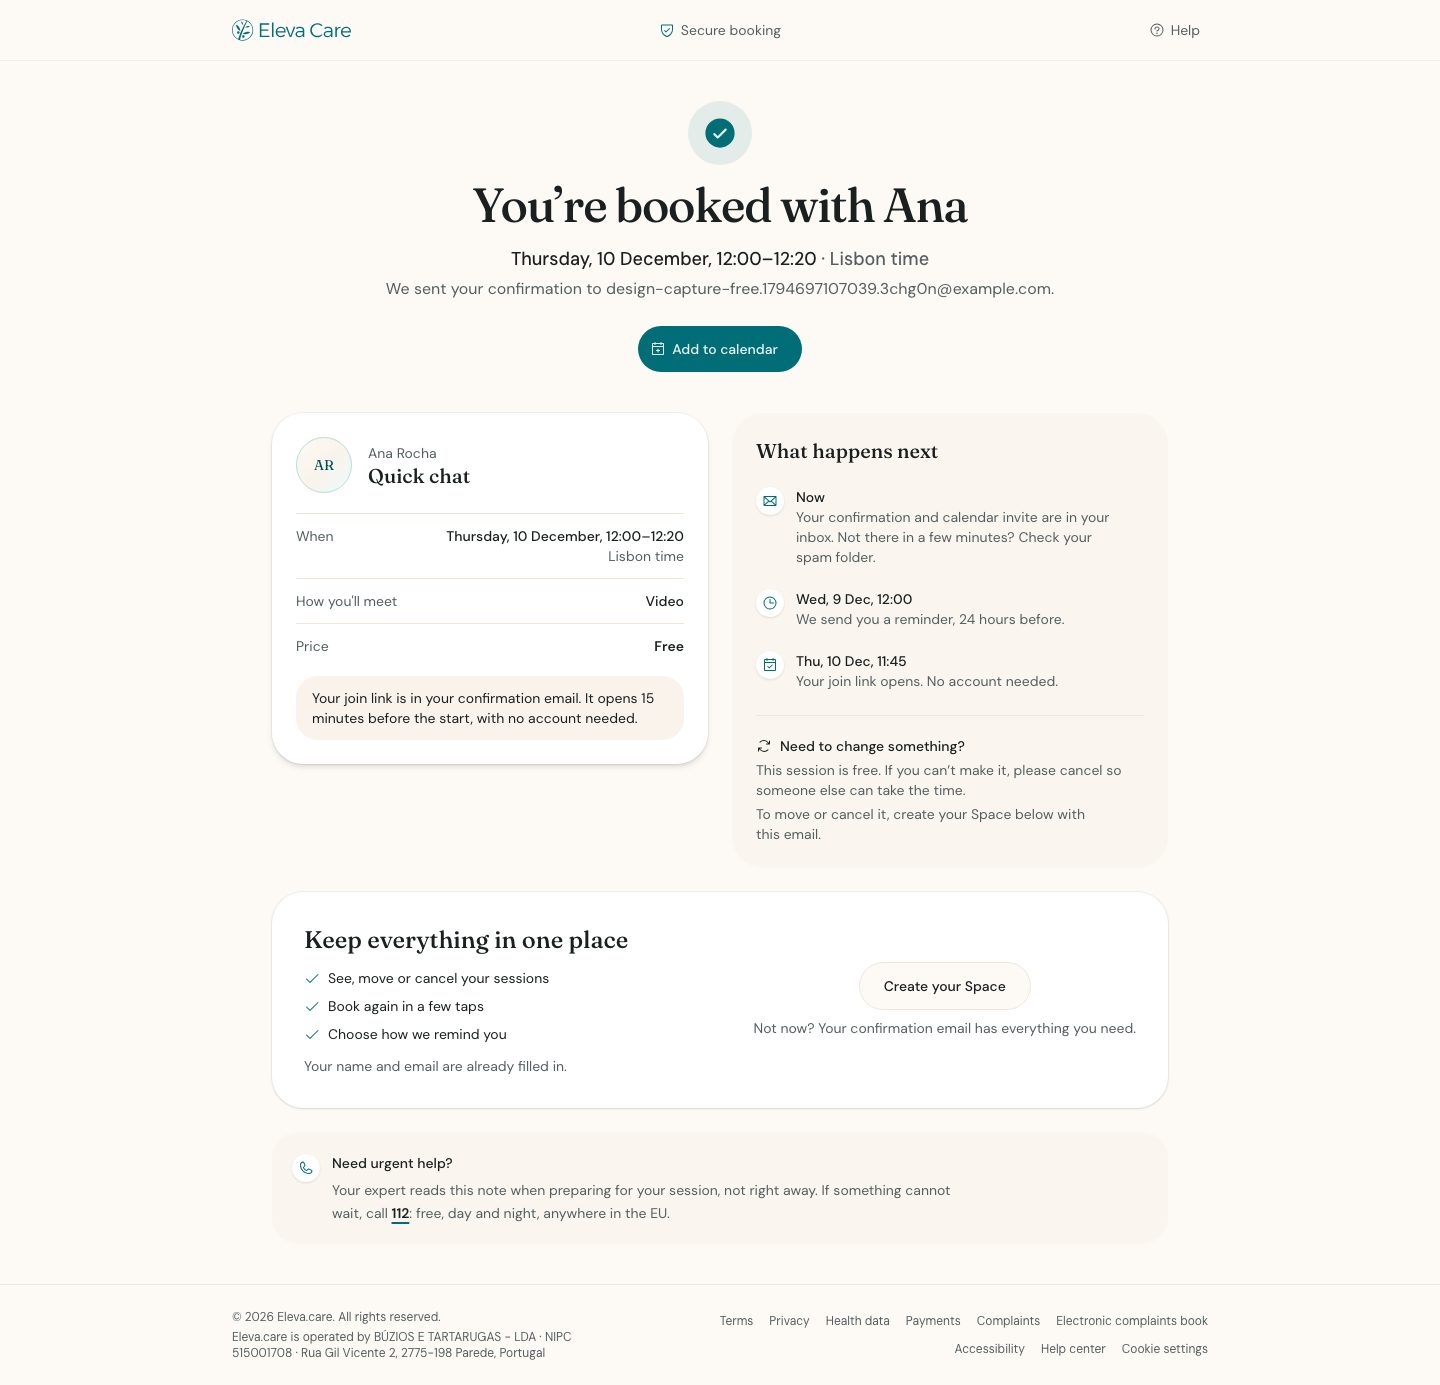 Eleva Care
Secure booking
Help
You’re booked with Ana
Thursday, 10 December, 12:00–12:20 · Lisbon time
We sent your confirmation to design-capture-free.1794697107039.3chg0n@example.com.
Add to calendar
AR
Ana Rocha
Quick chat
When
Thursday, 10 December, 12:00–12:20
Lisbon time
How you'll meet
Video
Price
Free
Your join link is in your confirmation email. It opens 15
minutes before the start, with no account needed.
What happens next
Now
Your confirmation and calendar invite are in your
inbox. Not there in a few minutes? Check your
spam folder.
Wed, 9 Dec, 12:00
We send you a reminder, 24 hours before.
Thu, 10 Dec, 11:45
Your join link opens. No account needed.
Need to change something?
This session is free. If you can’t make it, please cancel so
someone else can take the time.
To move or cancel it, create your Space below with
this email.
Keep everything in one place
See, move or cancel your sessions
Book again in a few taps
Choose how we remind you
Your name and email are already filled in.
Create your Space
Not now? Your confirmation email has everything you need.
Need urgent help?
Your expert reads this note when preparing for your session, not right away. If something cannot
wait, call 112: free, day and night, anywhere in the EU.
© 2026 Eleva.care. All rights reserved.
Eleva.care is operated by BÚZIOS E TARTARUGAS - LDA · NIPC
515001708 · Rua Gil Vicente 2, 2775-198 Parede, Portugal
Terms Privacy Health data Payments Complaints Electronic complaints book
Accessibility Help center Cookie settings